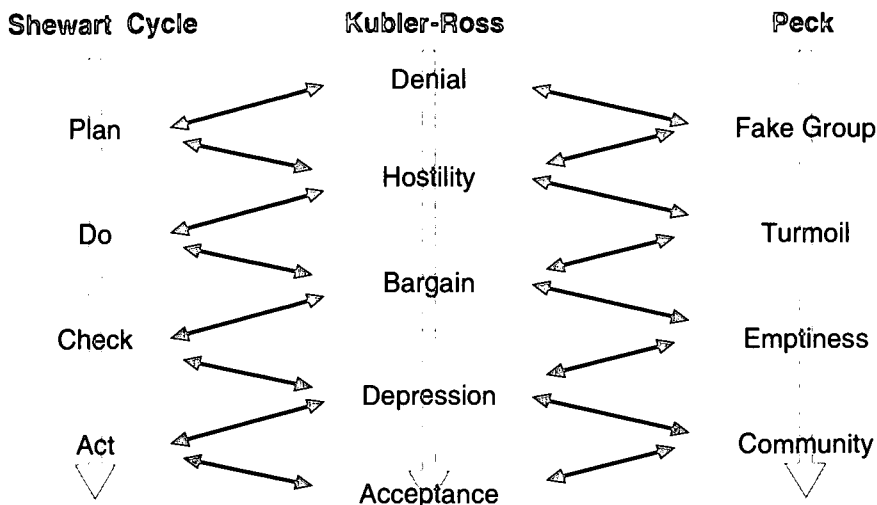 Shewart Cycle Kubler-Ross Peck
Denial
Plan Fake Group
Hostility
Do Turmoil
Bargain
Check Emptiness
Depression
Act Community
Acceptance